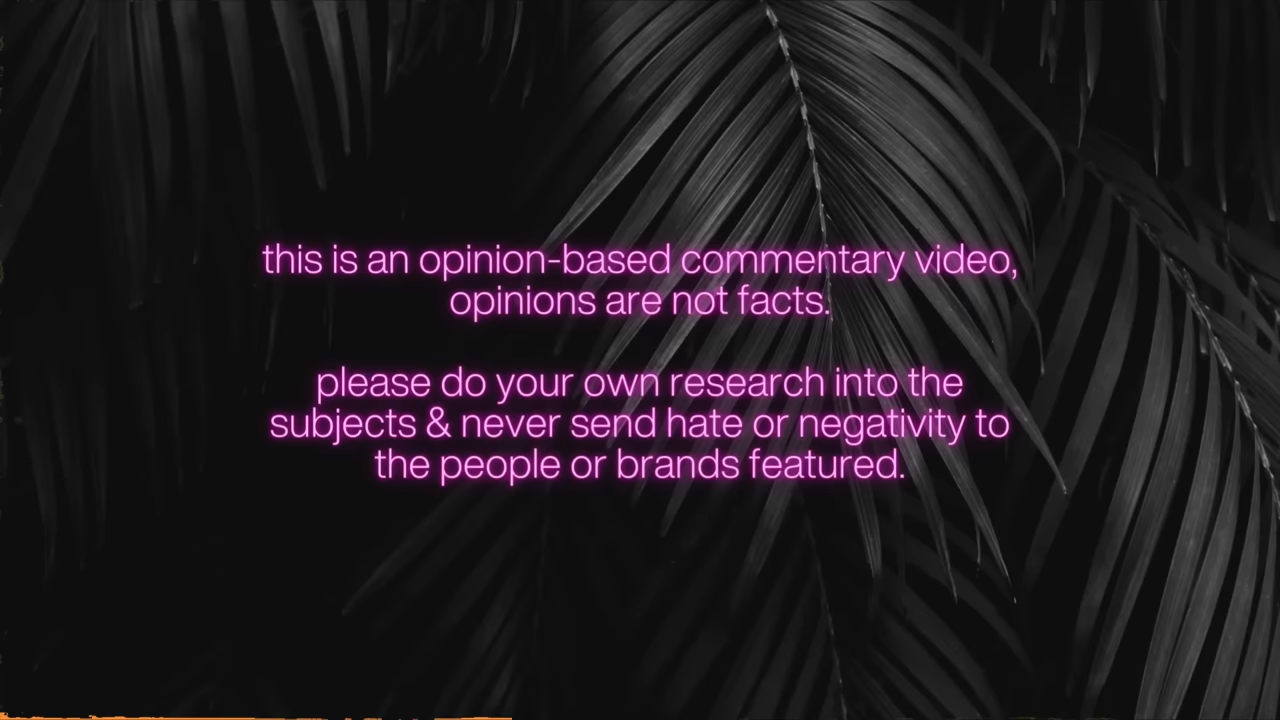 this is an opinion-based commentary video,
opinions are not facts.
please do your own research into the
subjects & never send hate or negativity to
the people or brands featured.